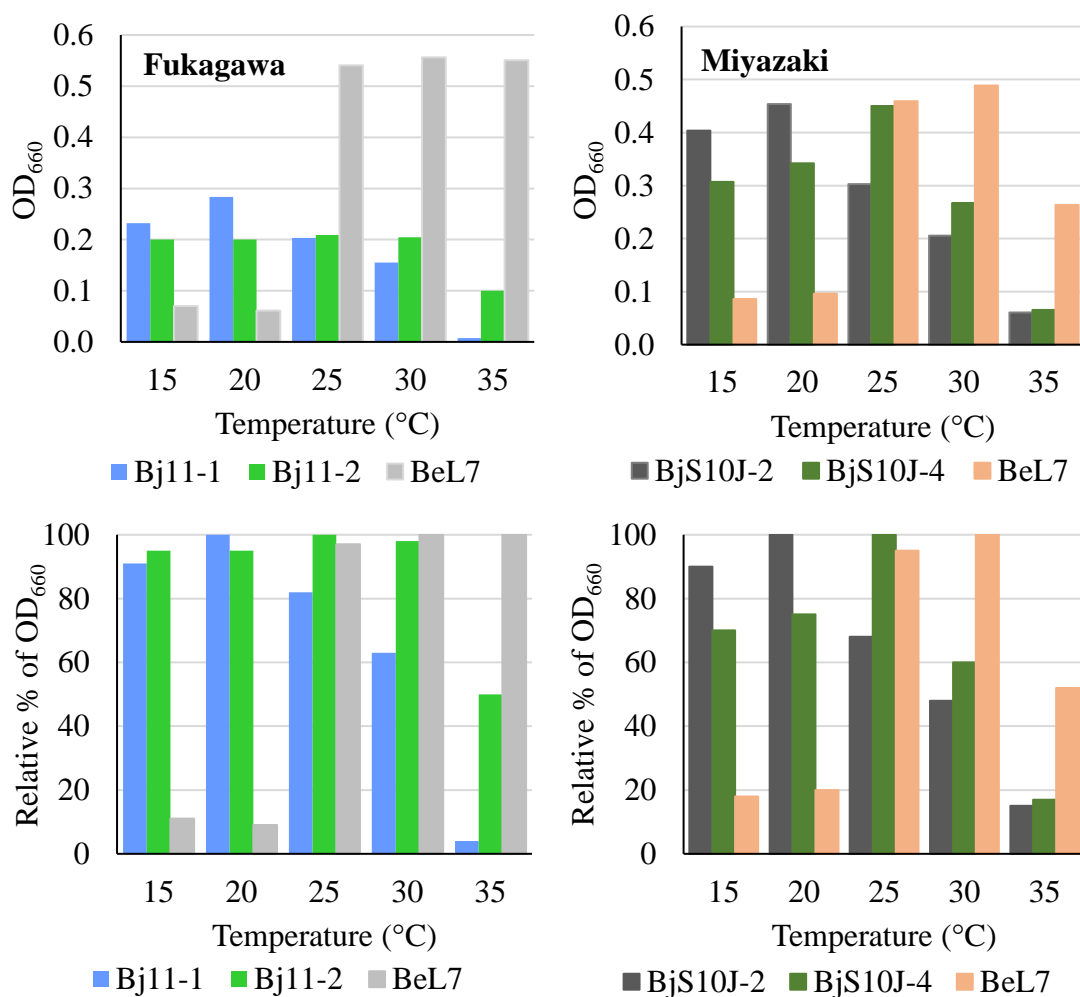 Fukagawa
OD660
0.6
0.5
0.4
0.3
0.2
0.1
0.0
15 20 25 30 35
Temperature (°C)
Bj11-1 Bj11-2 BeL7
Miyazaki
OD660
0.6
0.5
0.4
0.3
0.2
0.1
0.0
15 20 25 30 35
Temperature (°C)
BjS10J-2 BjS10J-4 BeL7
Relative % of OD660
100
80
60
40
20
0
15 20 25 30 35
Temperature (°C)
Bj11-1 Bj11-2 BeL7
Relative % of OD660
100
80
60
40
20
0
15 20 25 30 35
Temperature (°C)
BjS10J-2 BjS10J-4 BeL7